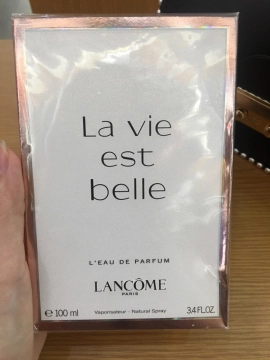 La vie
est
belle
L'EAU DE PARFUM
LANCÔME
PARIS
e 100 ml Vaporisateur · Natural Spray 3.4 FL.OZ.